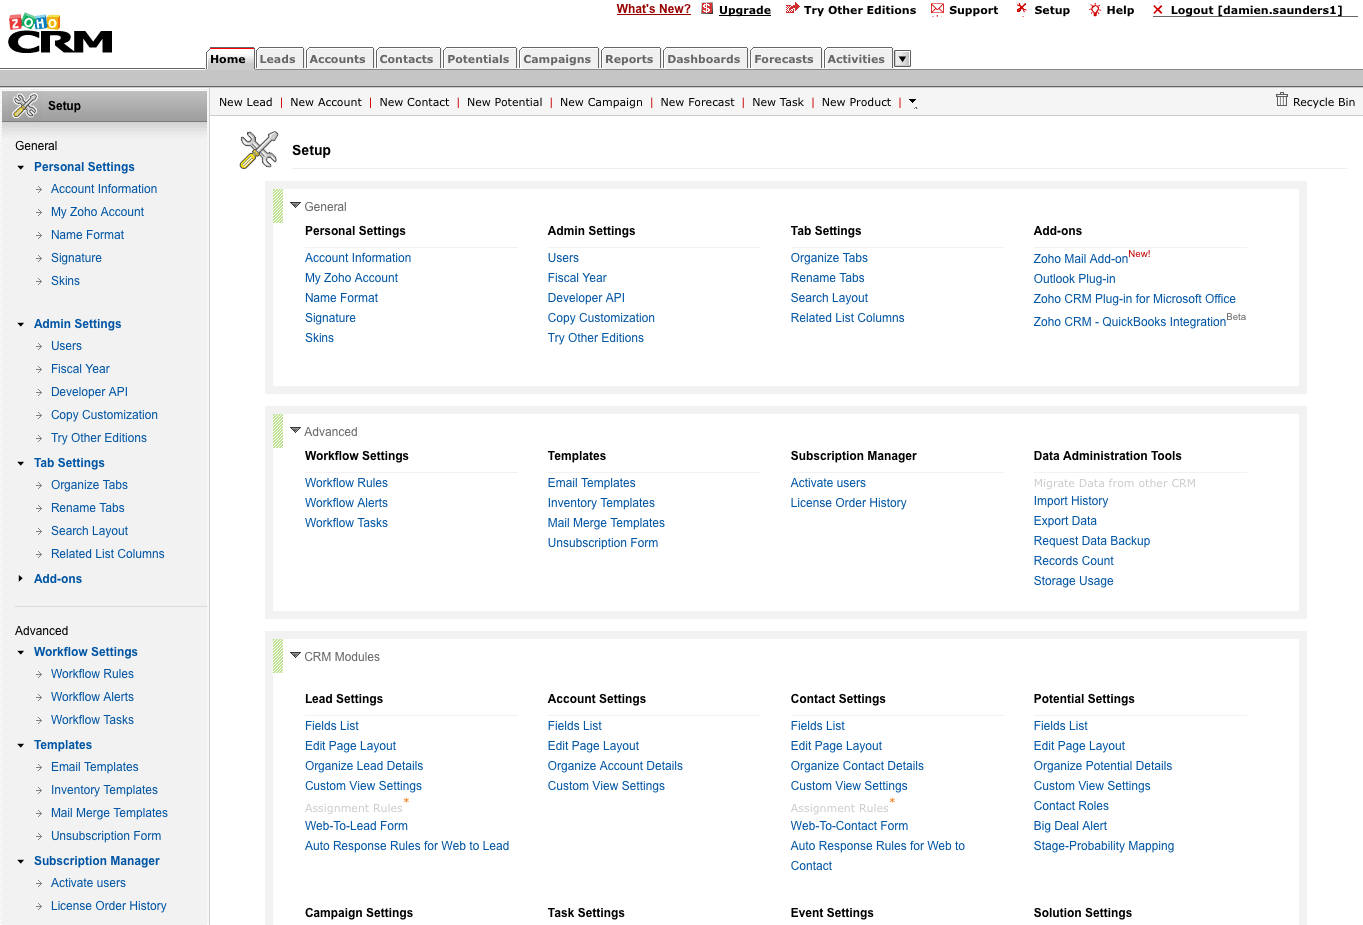 What's New? Upgrade Try Other Editions Support Setup Help Logout [damien.saunders1]
ZOHO
CRM
Home Leads Accounts Contacts Potentials Campaigns Reports Dashboards Forecasts Activities
Setup
New Lead | New Account | New Contact | New Potential | New Campaign | New Forecast | New Task | New Product |
Recycle Bin
General
Personal Settings
Account Information
My Zoho Account
Name Format
Signature
Skins
Admin Settings
Users
Fiscal Year
Developer API
Copy Customization
Try Other Editions
Tab Settings
Organize Tabs
Rename Tabs
Search Layout
Related List Columns
Add-ons
Advanced
Workflow Settings
Workflow Rules
Workflow Alerts
Workflow Tasks
Templates
Email Templates
Inventory Templates
Mail Merge Templates
Unsubscription Form
Subscription Manager
Activate users
License Order History
Setup
General
Personal Settings
Account Information
My Zoho Account
Name Format
Signature
Skins
Admin Settings
Users
Fiscal Year
Developer API
Copy Customization
Try Other Editions
Tab Settings
Organize Tabs
Rename Tabs
Search Layout
Related List Columns
Add-ons
Zoho Mail Add-on New!
Outlook Plug-in
Zoho CRM Plug-in for Microsoft Office
Zoho CRM - QuickBooks Integration Beta
Advanced
Workflow Settings
Workflow Rules
Workflow Alerts
Workflow Tasks
Templates
Email Templates
Inventory Templates
Mail Merge Templates
Unsubscription Form
Subscription Manager
Activate users
License Order History
Data Administration Tools
Migrate Data from other CRM
Import History
Export Data
Request Data Backup
Records Count
Storage Usage
CRM Modules
Lead Settings
Fields List
Edit Page Layout
Organize Lead Details
Custom View Settings
Assignment Rules *
Web-To-Lead Form
Auto Response Rules for Web to Lead
Account Settings
Fields List
Edit Page Layout
Organize Account Details
Custom View Settings
Contact Settings
Fields List
Edit Page Layout
Organize Contact Details
Custom View Settings
Assignment Rules *
Web-To-Contact Form
Auto Response Rules for Web to
Contact
Potential Settings
Fields List
Edit Page Layout
Organize Potential Details
Custom View Settings
Contact Roles
Big Deal Alert
Stage-Probability Mapping
Campaign Settings
Task Settings
Event Settings
Solution Settings